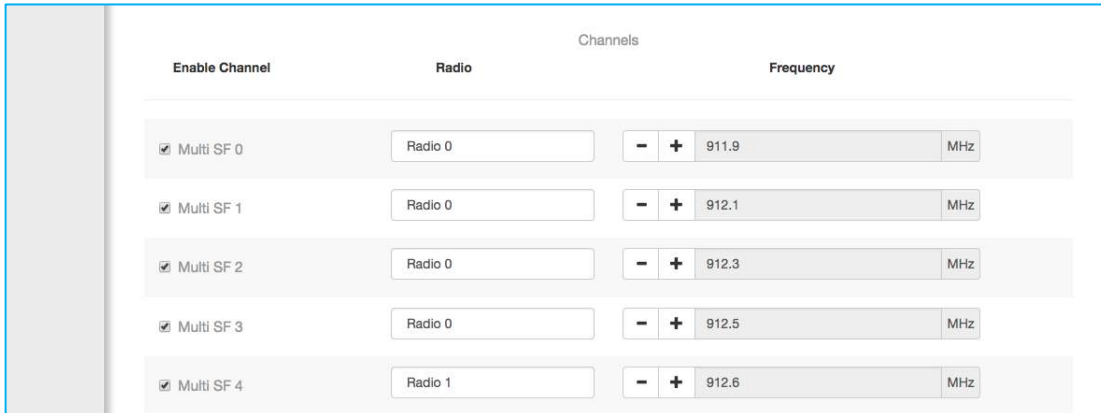 Channels
Enable Channel Radio Frequency
Multi SF 0 Radio 0 - + 911.9 MHz
Multi SF 1 Radio 0 - + 912.1 MHz
Multi SF 2 Radio 0 - + 912.3 MHz
Multi SF 3 Radio 0 - + 912.5 MHz
Multi SF 4 Radio 1 - + 912.6 MHz